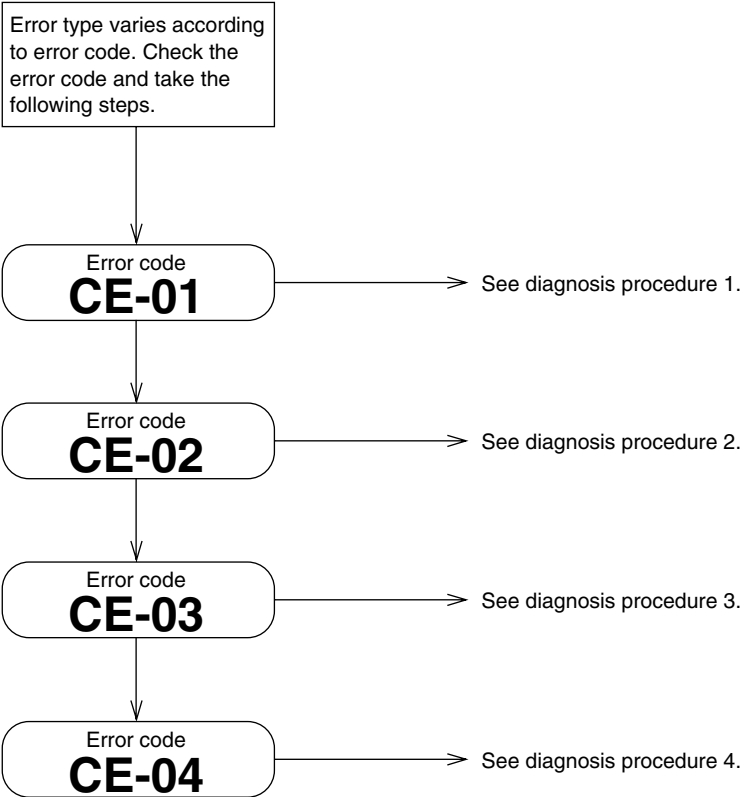 Error type varies according
to error code. Check the
error code and take the
following steps.
Error code
CE-01
See diagnosis procedure 1.
Error code
CE-02
See diagnosis procedure 2.
Error code
CE-03
See diagnosis procedure 3.
Error code
CE-04
See diagnosis procedure 4.